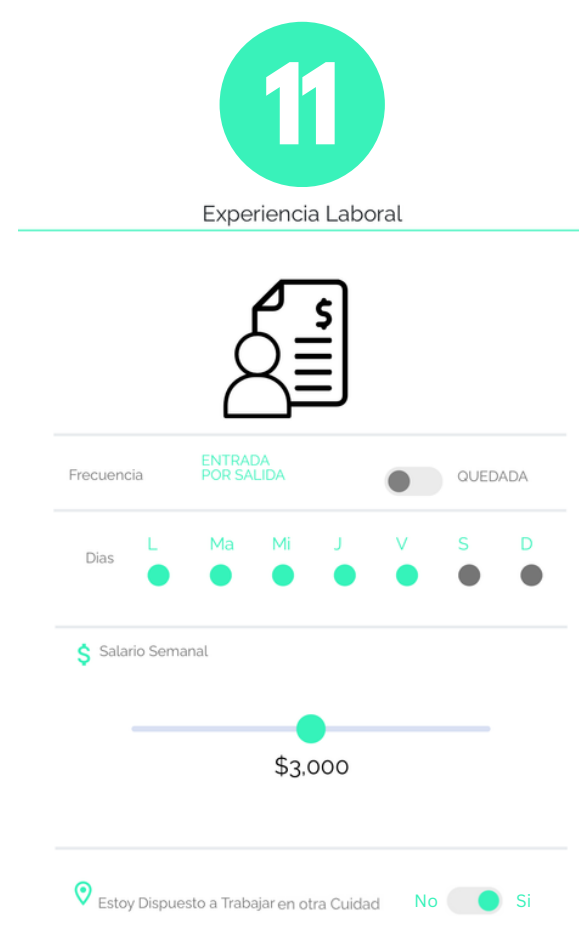 11
Experiencia Laboral
$
Frecuencia
ENTRADA
POR SALIDA
QUEDADA
Dias
L Ma Mi J V S D
$ Salario Semanal
$3,000
Estoy Dispuesto a Trabajar en otra Cuidad No Si